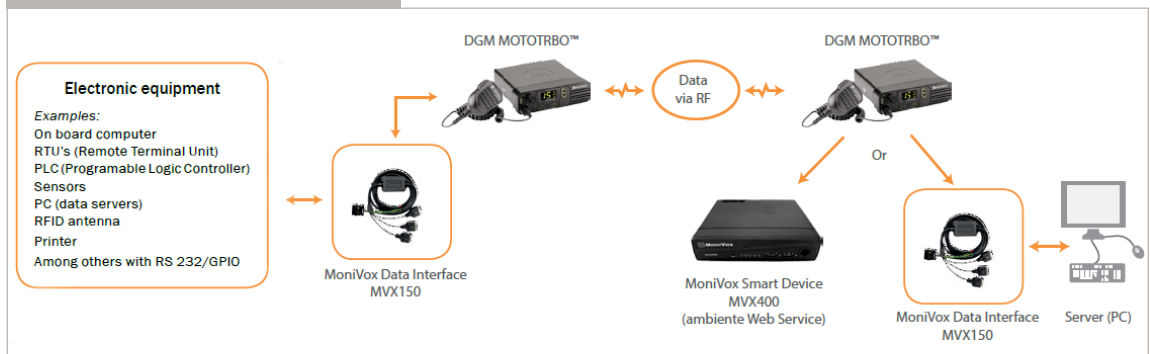 Electronic equipment
Examples:
On board computer
RTU's (Remote Terminal Unit)
PLC (Programable Logic Controller)
Sensors
PC (data servers)
RFID antenna
Printer
Among others with RS 232/GPIO
MoniVox Data Interface
MVX150
DGM MOTOTRBO™
Data
via RF
DGM MOTOTRBO™
Or
MoniVox
MoniVox Smart Device
MVX400
(ambiente Web Service)
MoniVox Data Interface
MVX150
Server (PC)